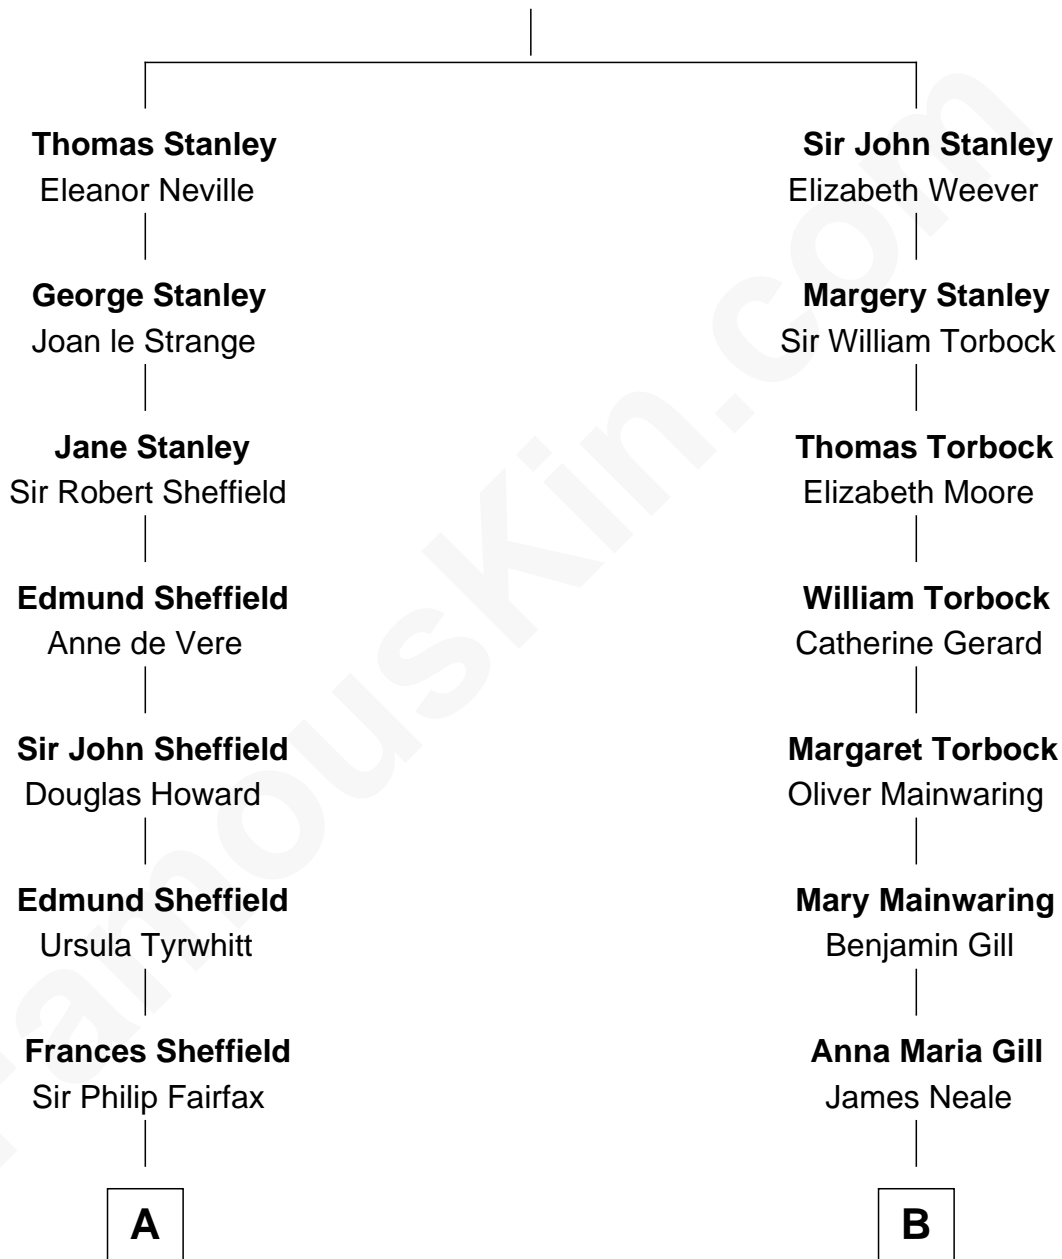 Thomas Stanley
Eleanor Neville
George Stanley
Joan le Strange
Jane Stanley
Sir Robert Sheffield
Edmund Sheffield
Anne de Vere
Sir John Sheffield
Douglas Howard
Edmund Sheffield
Ursula Tyrwhitt
Frances Sheffield
Sir Philip Fairfax
A
Sir John Stanley
Elizabeth Weever
Margery Stanley
Sir William Torbock
Thomas Torbock
Elizabeth Moore
William Torbock
Catherine Gerard
Margaret Torbock
Oliver Mainwaring
Mary Mainwaring
Benjamin Gill
Anna Maria Gill
James Neale
B
FamousKin.com